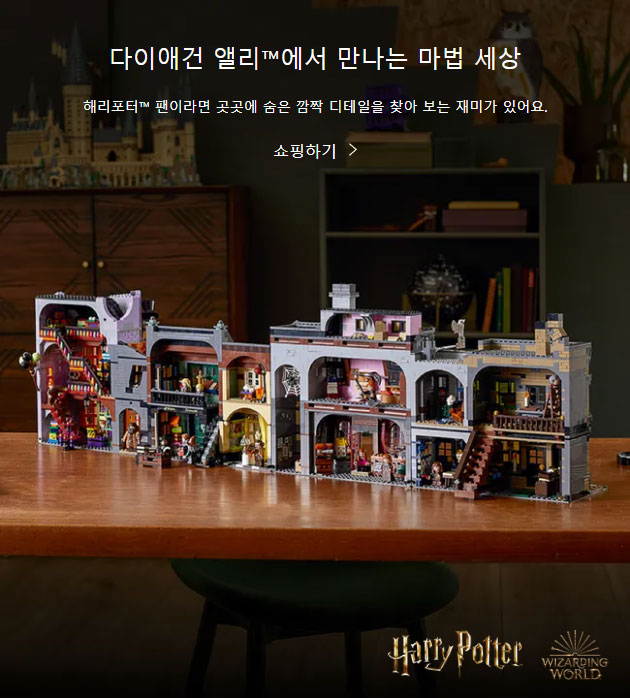 다이애건 앨리™에서 만나는 마법 세상
해리포터™ 팬이라면 곳곳에 숨은 깜짝 디테일을 찾아 보는 재미가 있어요.
쇼핑하기 >
Harry Potter
WIZARDING
WORLD